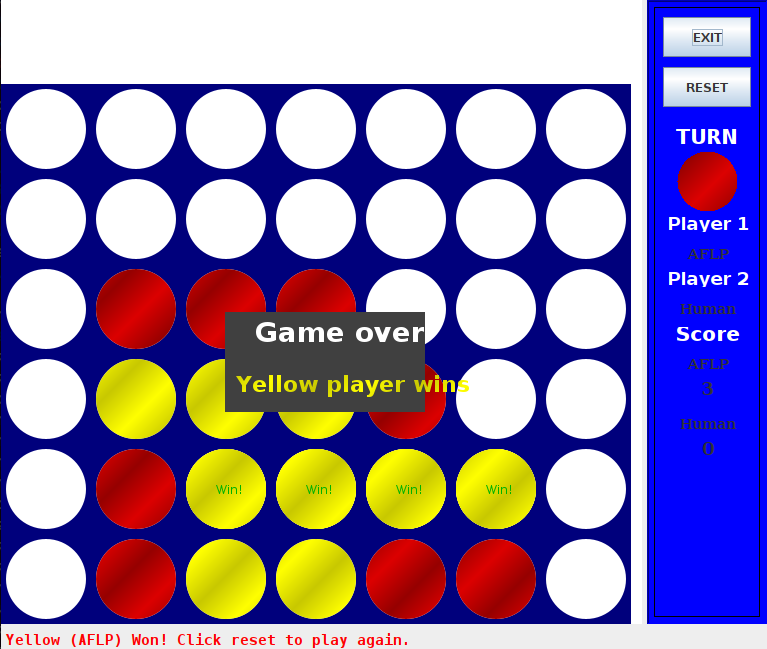 EXIT
RESET
TURN
Player 1
AFLP
Player 2
Human
Score
AFLP
3
Human
0
Game over
Yellow player wins
Win! Win! Win! Win!
Yellow (AFLP) Won! Click reset to play again.